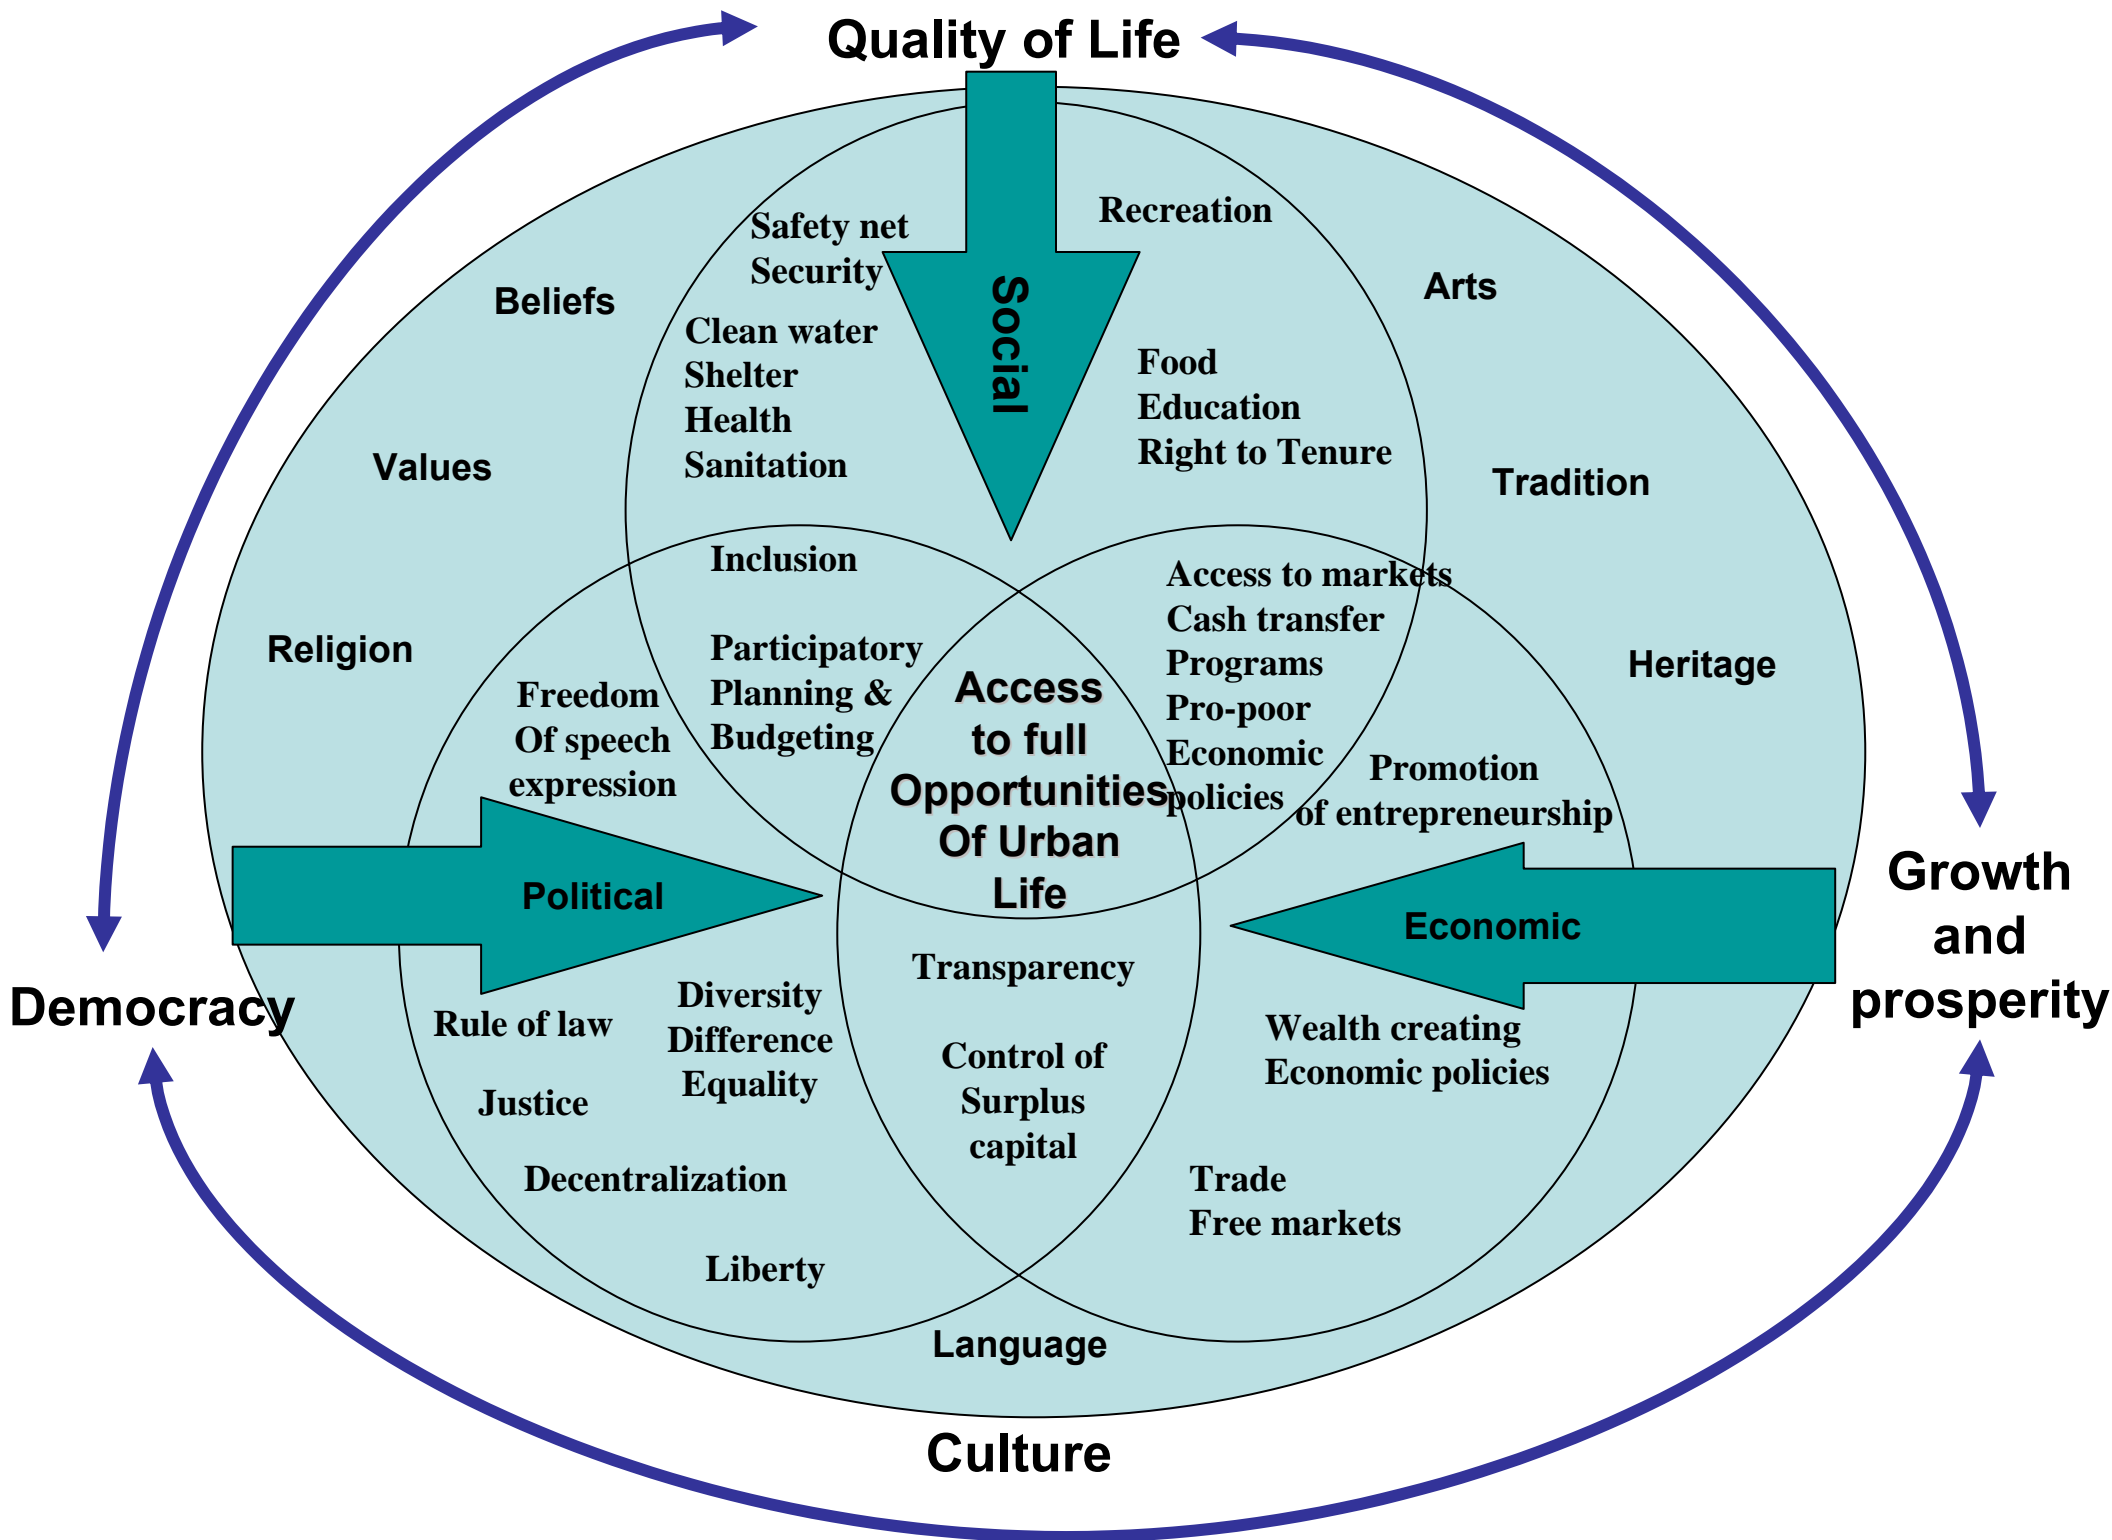 Quality of Life
Safety net
Security
Recreation
Social
Beliefs
Arts
Clean water
Shelter
Health
Sanitation
Food
Education
Right to Tenure
Values
Tradition
Inclusion
Participatory
Planning &
Budgeting
Access to markets
Cash transfer
Programs
Pro-poor
Economic
policies
Religion
Heritage
Freedom
Of speech
expression
Access
to full
Opportunities
Of Urban
Life
Promotion
of entrepreneurship
Political
Economic
Growth
and
prosperity
Democracy
Transparency
Control of
Surplus
capital
Rule of law
Diversity
Difference
Equality
Justice
Wealth creating
Economic policies
Decentralization
Trade
Free markets
Liberty
Language
Culture